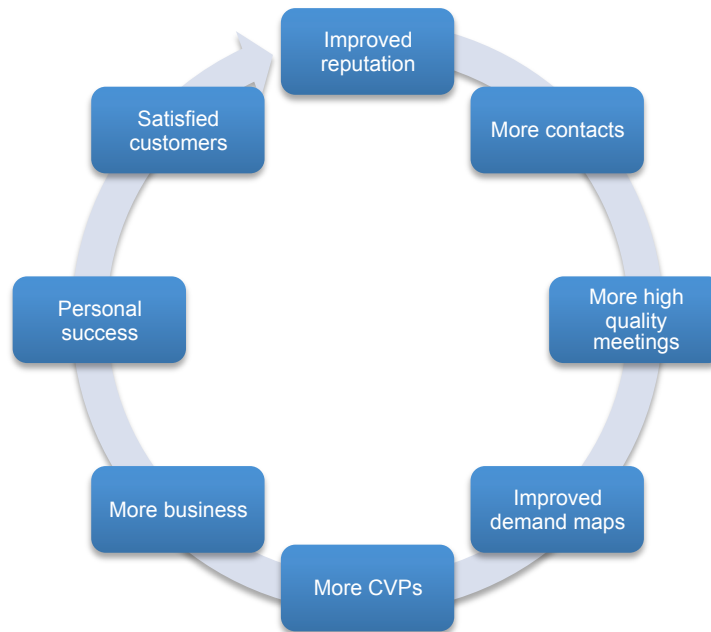 Improved
reputation
More contacts
More high
quality
meetings
Improved
demand maps
More CVPs
More business
Personal
success
Satisfied
customers